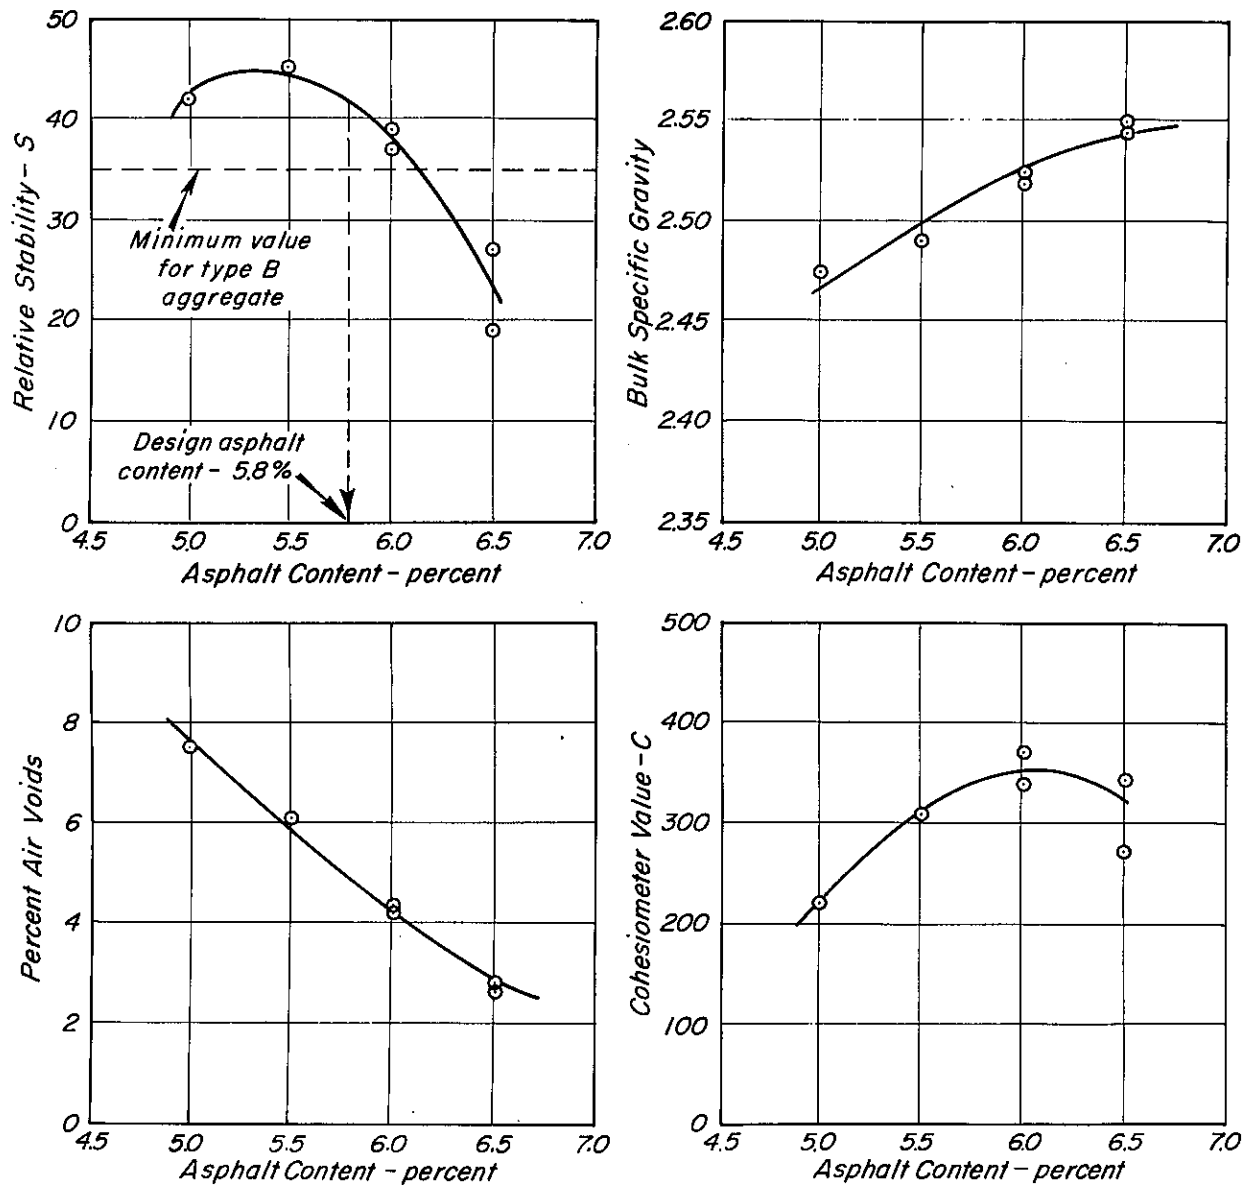 50
40
30
20
10
0
Relative Stability - S
Minimum value
for type B
aggregate
Design asphalt
content - 5.8%
4.5 5.0 5.5 6.0 6.5 7.0
Asphalt Content - percent
2.60
2.55
2.50
2.45
2.40
2.35
Bulk Specific Gravity
4.5 5.0 5.5 6.0 6.5 7.0
Asphalt Content - percent
10
8
6
4
2
0
Percent Air Voids
4.5 5.0 5.5 6.0 6.5 7.0
Asphalt Content - percent
500
400
300
200
100
0
Cohesiometer Value - C
4.5 5.0 5.5 6.0 6.5 7.0
Asphalt Content - percent